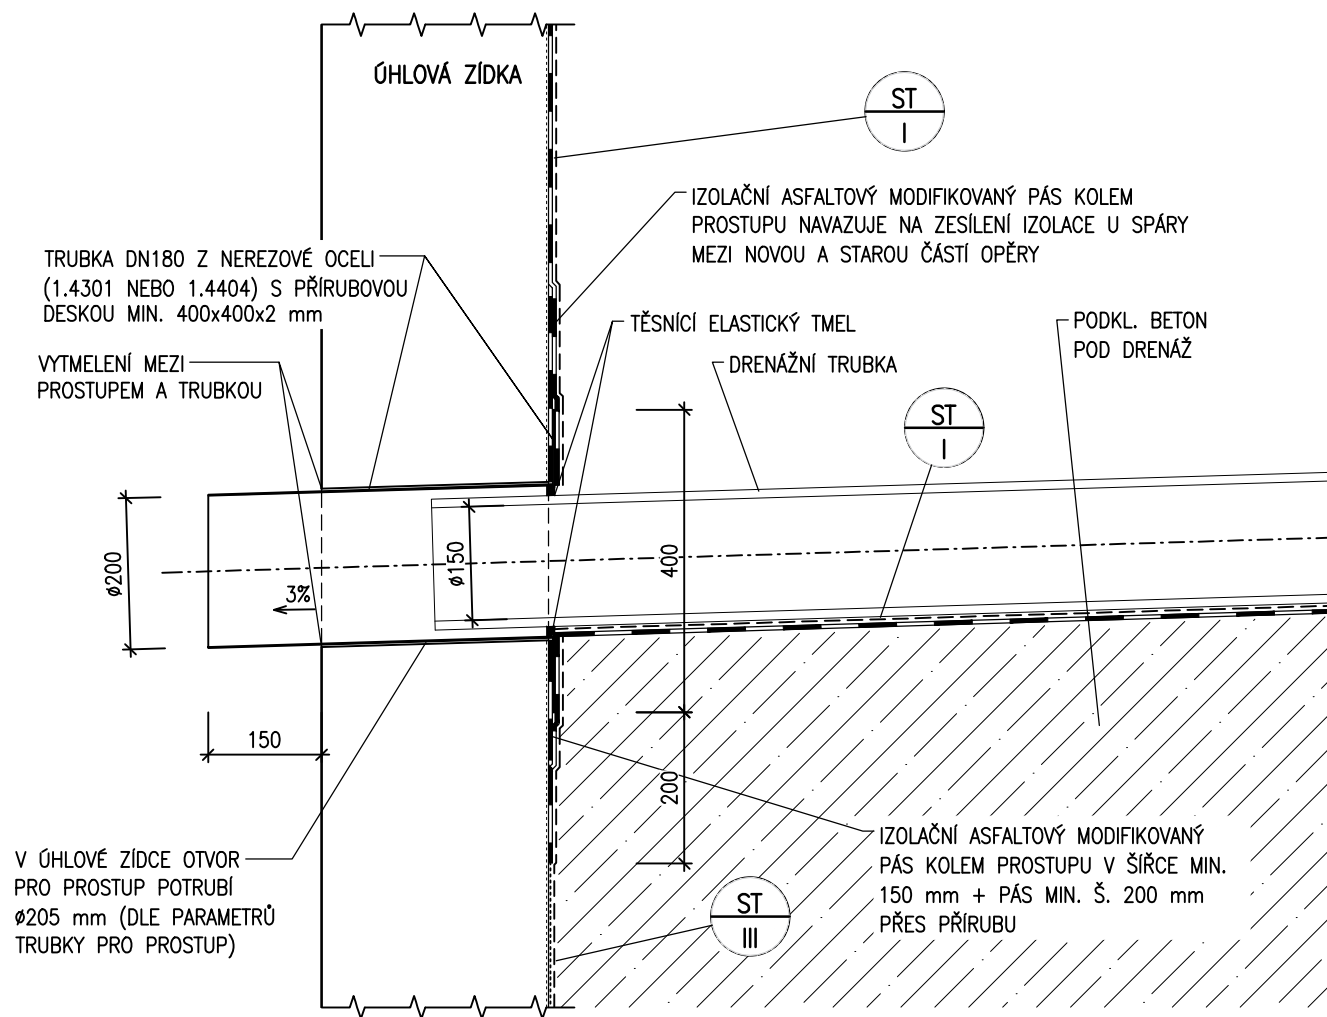 ÚHLOVÁ ZÍDKA
ST
I
IZOLAČNÍ ASFALTOVÝ MODIFIKOVANÝ PÁS KOLEM
PROSTUPU NAVAZUJE NA ZESÍLENÍ IZOLACE U SPÁRY
MEZI NOVOU A STAROU ČÁSTÍ OPĚRY
TRUBKA DN180 Z NEREZOVÉ OCELI
(1.4301 NEBO 1.4404) S PŘÍRUBOVOU
DESKOU MIN. 400x400x2 mm
TĚSNÍCÍ ELASTICKÝ TMEL
PODKL. BETON
POD DRENÁŽ
VYTMELENÍ MEZI
PROSTUPEM A TRUBKOU
DRENÁŽNÍ TRUBKA
ST
I
ø200
ø150
400
3%
150
200
V ÚHLOVÉ ZÍDCE OTVOR
PRO PROSTUP POTRUBÍ
ø205 mm (DLE PARAMETRŮ
TRUBKY PRO PROSTUP)
IZOLAČNÍ ASFALTOVÝ MODIFIKOVANÝ
PÁS KOLEM PROSTUPU V ŠÍŘCE MIN.
150 mm + PÁS MIN. Š. 200 mm
PŘES PŘÍRUBU
ST
III